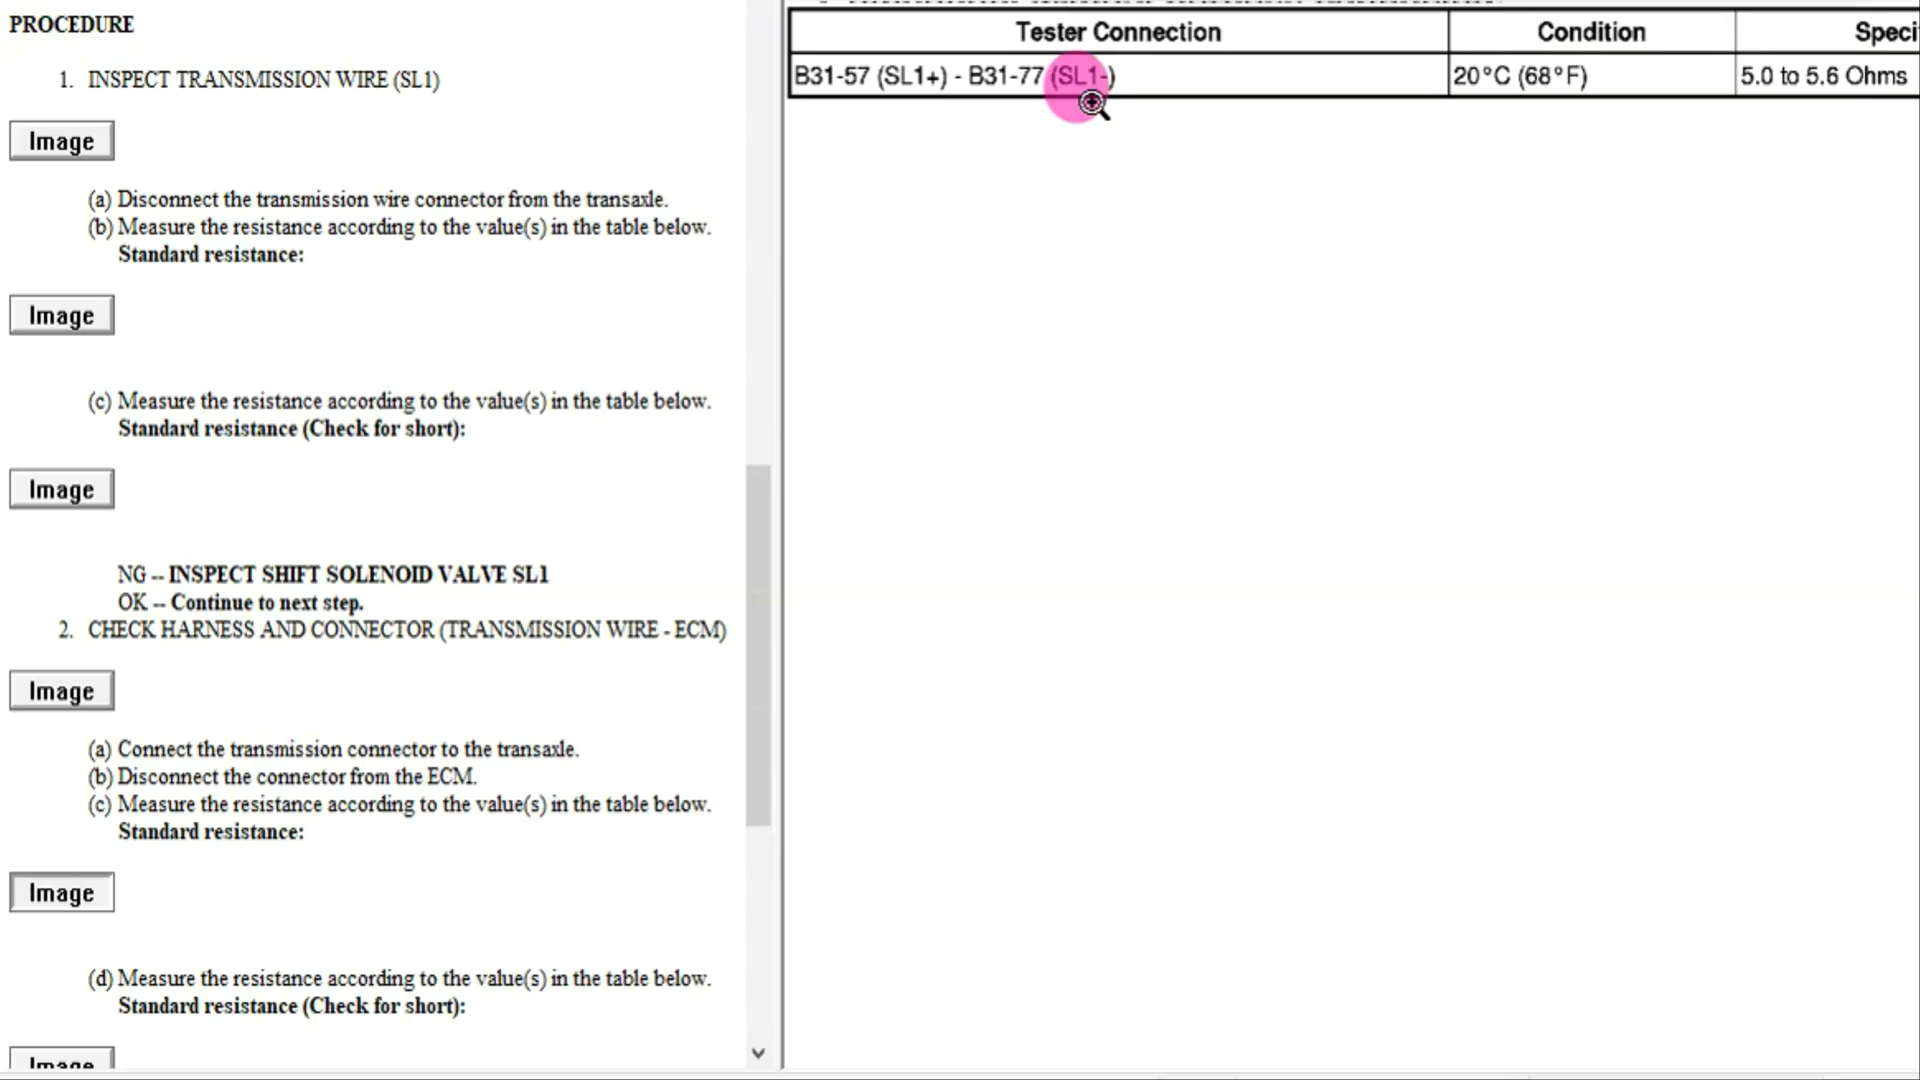 PROCEDURE
1. INSPECT TRANSMISSION WIRE (SL1)
Image
(a) Disconnect the transmission wire connector from the transaxle.
(b) Measure the resistance according to the value(s) in the table below.
Standard resistance:
Image
(c) Measure the resistance according to the value(s) in the table below.
Standard resistance (Check for short):
Image
NG -- INSPECT SHIFT SOLENOID VALVE SL1
OK -- Continue to next step.
2. CHECK HARNESS AND CONNECTOR (TRANSMISSION WIRE - ECM)
Image
(a) Connect the transmission connector to the transaxle.
(b) Disconnect the connector from the ECM.
(c) Measure the resistance according to the value(s) in the table below.
Standard resistance:
Image
(d) Measure the resistance according to the value(s) in the table below.
Standard resistance (Check for short):
Image
Tester Connection Condition Speci
B31-57 (SL1+) - B31-77 (SL1-) 20°C (68°F) 5.0 to 5.6 Ohms